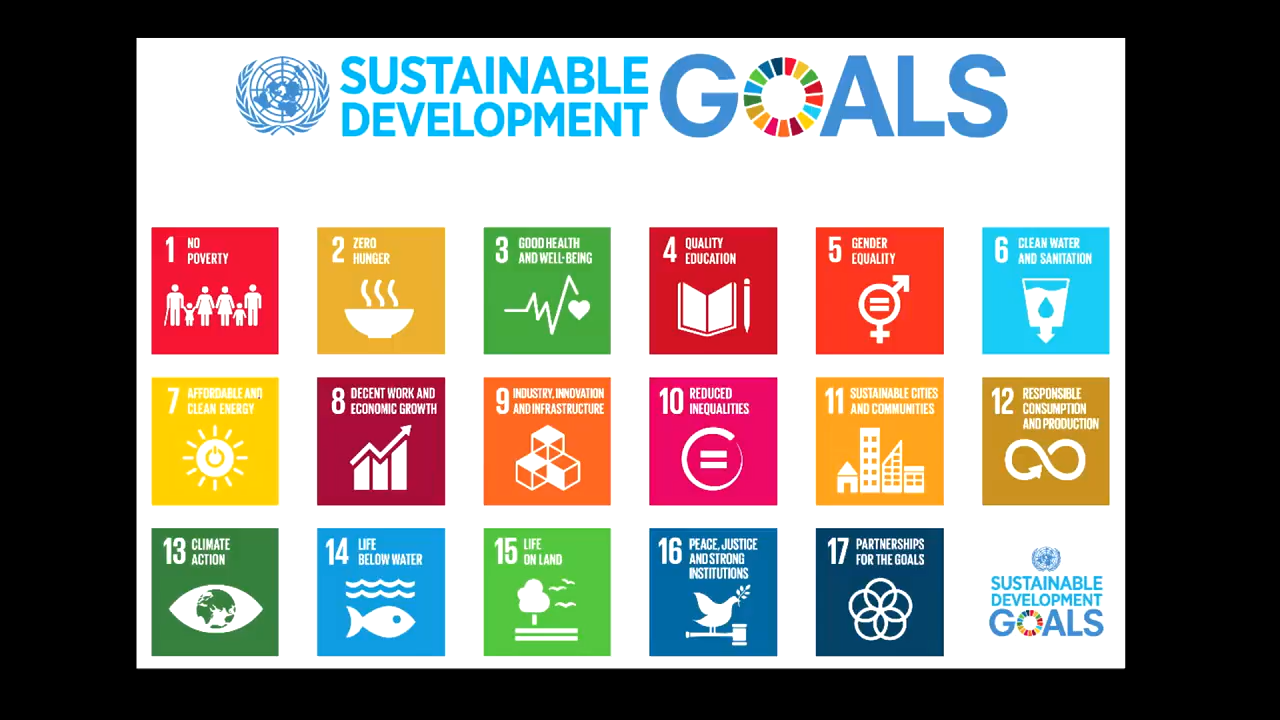 SUSTAINABLE
DEVELOPMENT
GOALS
1 NO
POVERTY
2 ZERO
HUNGER
3 GOOD HEALTH
AND WELL-BEING
4 QUALITY
EDUCATION
5 GENDER
EQUALITY
6 CLEAN WATER
AND SANITATION
7 AFFORDABLE AND
CLEAN ENERGY
8 DECENT WORK AND
ECONOMIC GROWTH
9 INDUSTRY, INNOVATION
AND INFRASTRUCTURE
10 REDUCED
INEQUALITIES
11 SUSTAINABLE CITIES
AND COMMUNITIES
12 RESPONSIBLE
CONSUMPTION
AND PRODUCTION
13 CLIMATE
ACTION
14 LIFE
BELOW WATER
15 LIFE
ON LAND
16 PEACE, JUSTICE
AND STRONG
INSTITUTIONS
17 PARTNERSHIPS
FOR THE GOALS
SUSTAINABLE
DEVELOPMENT
GOALS